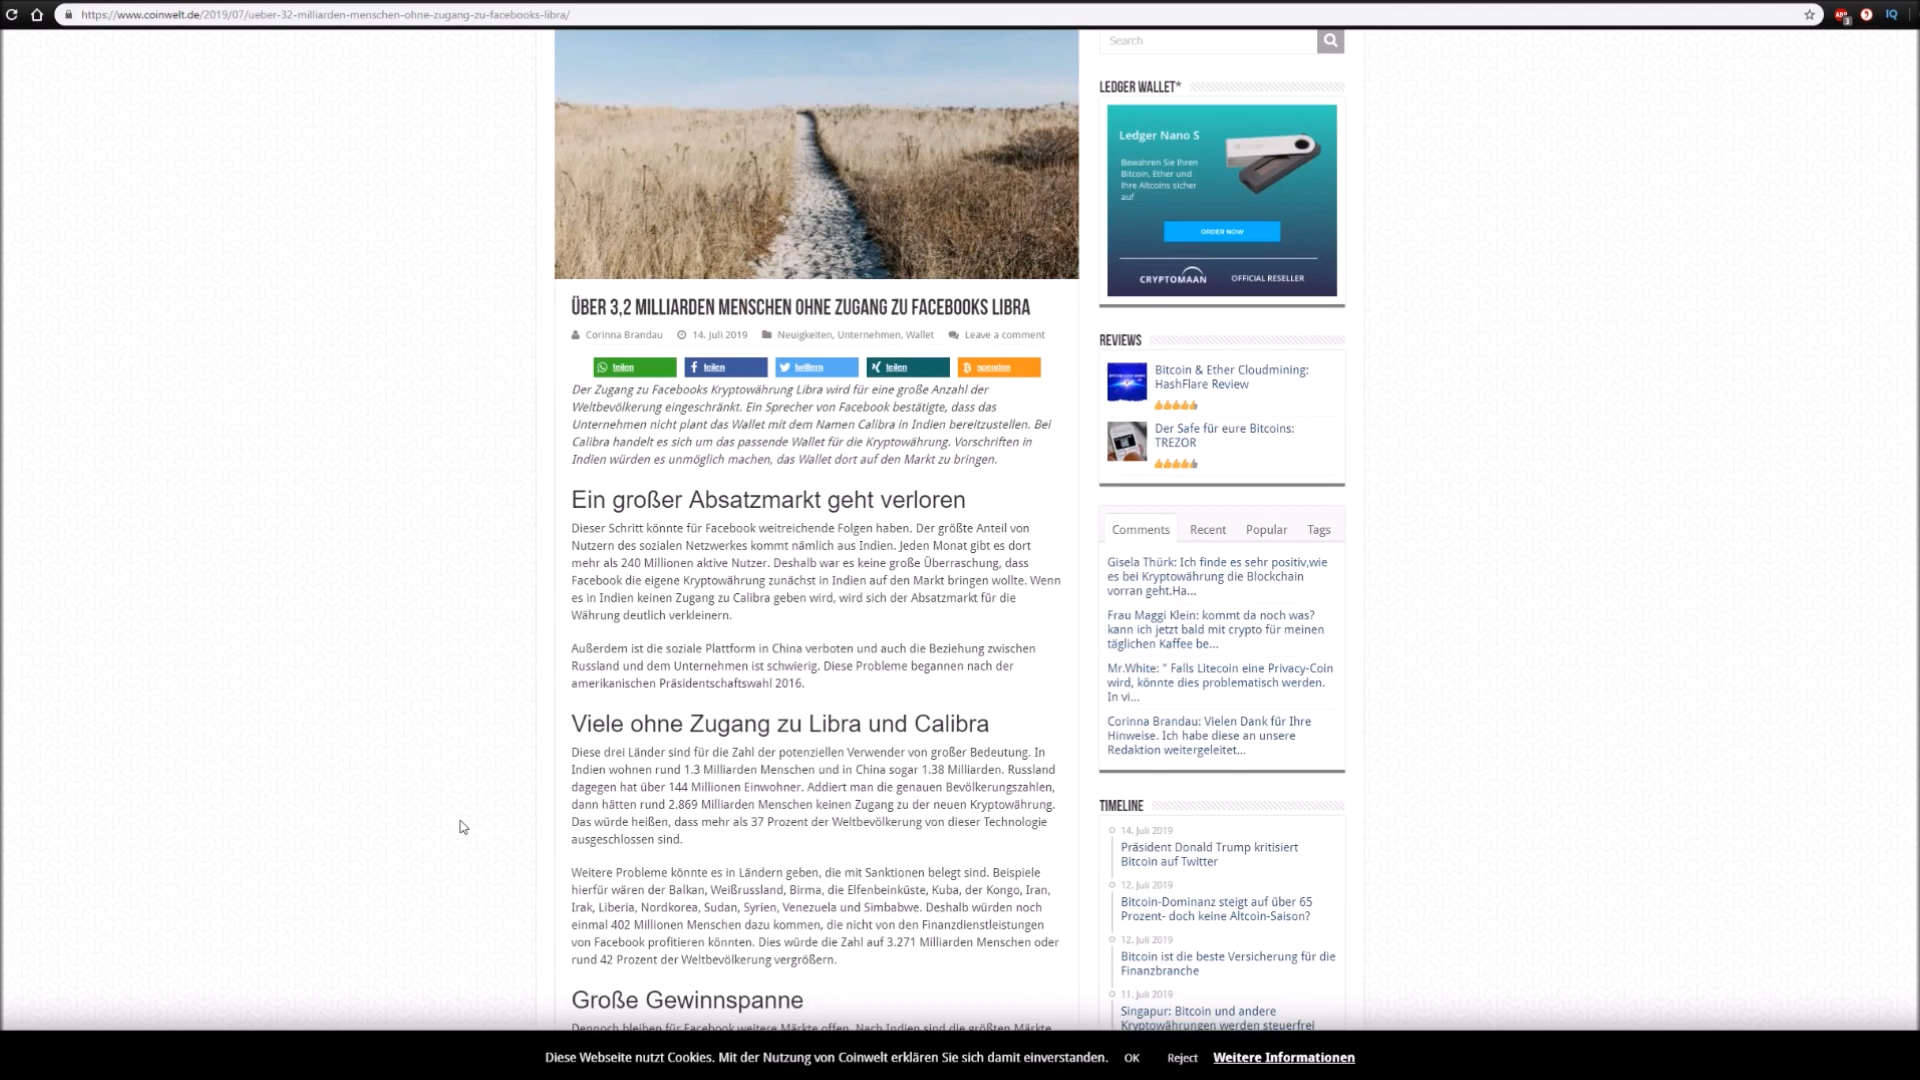 https://www.coinwelt.de/2019/07/ueber-32-milliarden-menschen-ohne-zugang-zu-facebooks-libra/
ABP
3
IQ
Search
LEDGER WALLET*
Ledger Nano S
Bewahren Sie Ihren
Bitcoin, Ether und
Ihre Altcoins sicher
auf
ORDER NOW
CRYPTOMAAN OFFICIAL RESELLER
ÜBER 3,2 MILLIARDEN MENSCHEN OHNE ZUGANG ZU FACEBOOKS LIBRA
Corinna Brandau 14. Juli 2019 Neuigkeiten, Unternehmen, Wallet Leave a comment
teilen teilen twittern teilen spenden
Der Zugang zu Facebooks Kryptowährung Libra wird für eine große Anzahl der
Weltbevölkerung eingeschränkt. Ein Sprecher von Facebook bestätigte, dass das
Unternehmen nicht plant das Wallet mit dem Namen Calibra in Indien bereitzustellen. Bei
Calibra handelt es sich um das passende Wallet für die Kryptowährung. Vorschriften in
Indien würden es unmöglich machen, das Wallet dort auf den Markt zu bringen.
Ein großer Absatzmarkt geht verloren
Dieser Schritt könnte für Facebook weitreichende Folgen haben. Der größte Anteil von
Nutzern des sozialen Netzwerkes kommt nämlich aus Indien. Jeden Monat gibt es dort
mehr als 240 Millionen aktive Nutzer. Deshalb war es keine große Überraschung, dass
Facebook die eigene Kryptowährung zunächst in Indien auf den Markt bringen wollte. Wenn
es in Indien keinen Zugang zu Calibra geben wird, wird sich der Absatzmarkt für die
Währung deutlich verkleinern.
Außerdem ist die soziale Plattform in China verboten und auch die Beziehung zwischen
Russland und dem Unternehmen ist schwierig. Diese Probleme begannen nach der
amerikanischen Präsidentschaftswahl 2016.
Viele ohne Zugang zu Libra und Calibra
Diese drei Länder sind für die Zahl der potenziellen Verwender von großer Bedeutung. In
Indien wohnen rund 1.3 Milliarden Menschen und in China sogar 1.38 Milliarden. Russland
dagegen hat über 144 Millionen Einwohner. Addiert man die genauen Bevölkerungszahlen,
dann hätten rund 2.869 Milliarden Menschen keinen Zugang zu der neuen Kryptowährung.
Das würde heißen, dass mehr als 37 Prozent der Weltbevölkerung von dieser Technologie
ausgeschlossen sind.
Weitere Probleme könnte es in Ländern geben, die mit Sanktionen belegt sind. Beispiele
hierfür wären der Balkan, Weißrussland, Birma, die Elfenbeinküste, Kuba, der Kongo, Iran,
Irak, Liberia, Nordkorea, Sudan, Syrien, Venezuela und Simbabwe. Deshalb würden noch
einmal 402 Millionen Menschen dazu kommen, die nicht von den Finanzdienstleistungen
von Facebook profitieren könnten. Dies würde die Zahl auf 3.271 Milliarden Menschen oder
rund 42 Prozent der Weltbevölkerung vergrößern.
Große Gewinnspanne
Dennoch bleiben für Facebook weitere Märkte offen. Nach Indien sind die größten Märkte
REVIEWS
Bitcoin & Ether Cloudmining:
HashFlare Review
Der Safe für eure Bitcoins:
TREZOR
Comments Recent Popular Tags
Gisela Thürk: Ich finde es sehr positiv,wie
es bei Kryptowährung die Blockchain
vorran geht.Ha...
Frau Maggi Klein: kommt da noch was?
kann ich jetzt bald mit crypto für meinen
täglichen Kaffee be...
Mr.White: " Falls Litecoin eine Privacy-Coin
wird, könnte dies problematisch werden.
In vi...
Corinna Brandau: Vielen Dank für Ihre
Hinweise. Ich habe diese an unsere
Redaktion weitergeleitet...
TIMELINE
14. Juli 2019
Präsident Donald Trump kritisiert
Bitcoin auf Twitter
12. Juli 2019
Bitcoin-Dominanz steigt auf über 65
Prozent- doch keine Altcoin-Saison?
12. Juli 2019
Bitcoin ist die beste Versicherung für die
Finanzbranche
11. Juli 2019
Singapur: Bitcoin und andere
Kryptowährungen werden steuerfrei
Diese Webseite nutzt Cookies. Mit der Nutzung von Coinwelt erklären Sie sich damit einverstanden. OK Reject Weitere Informationen